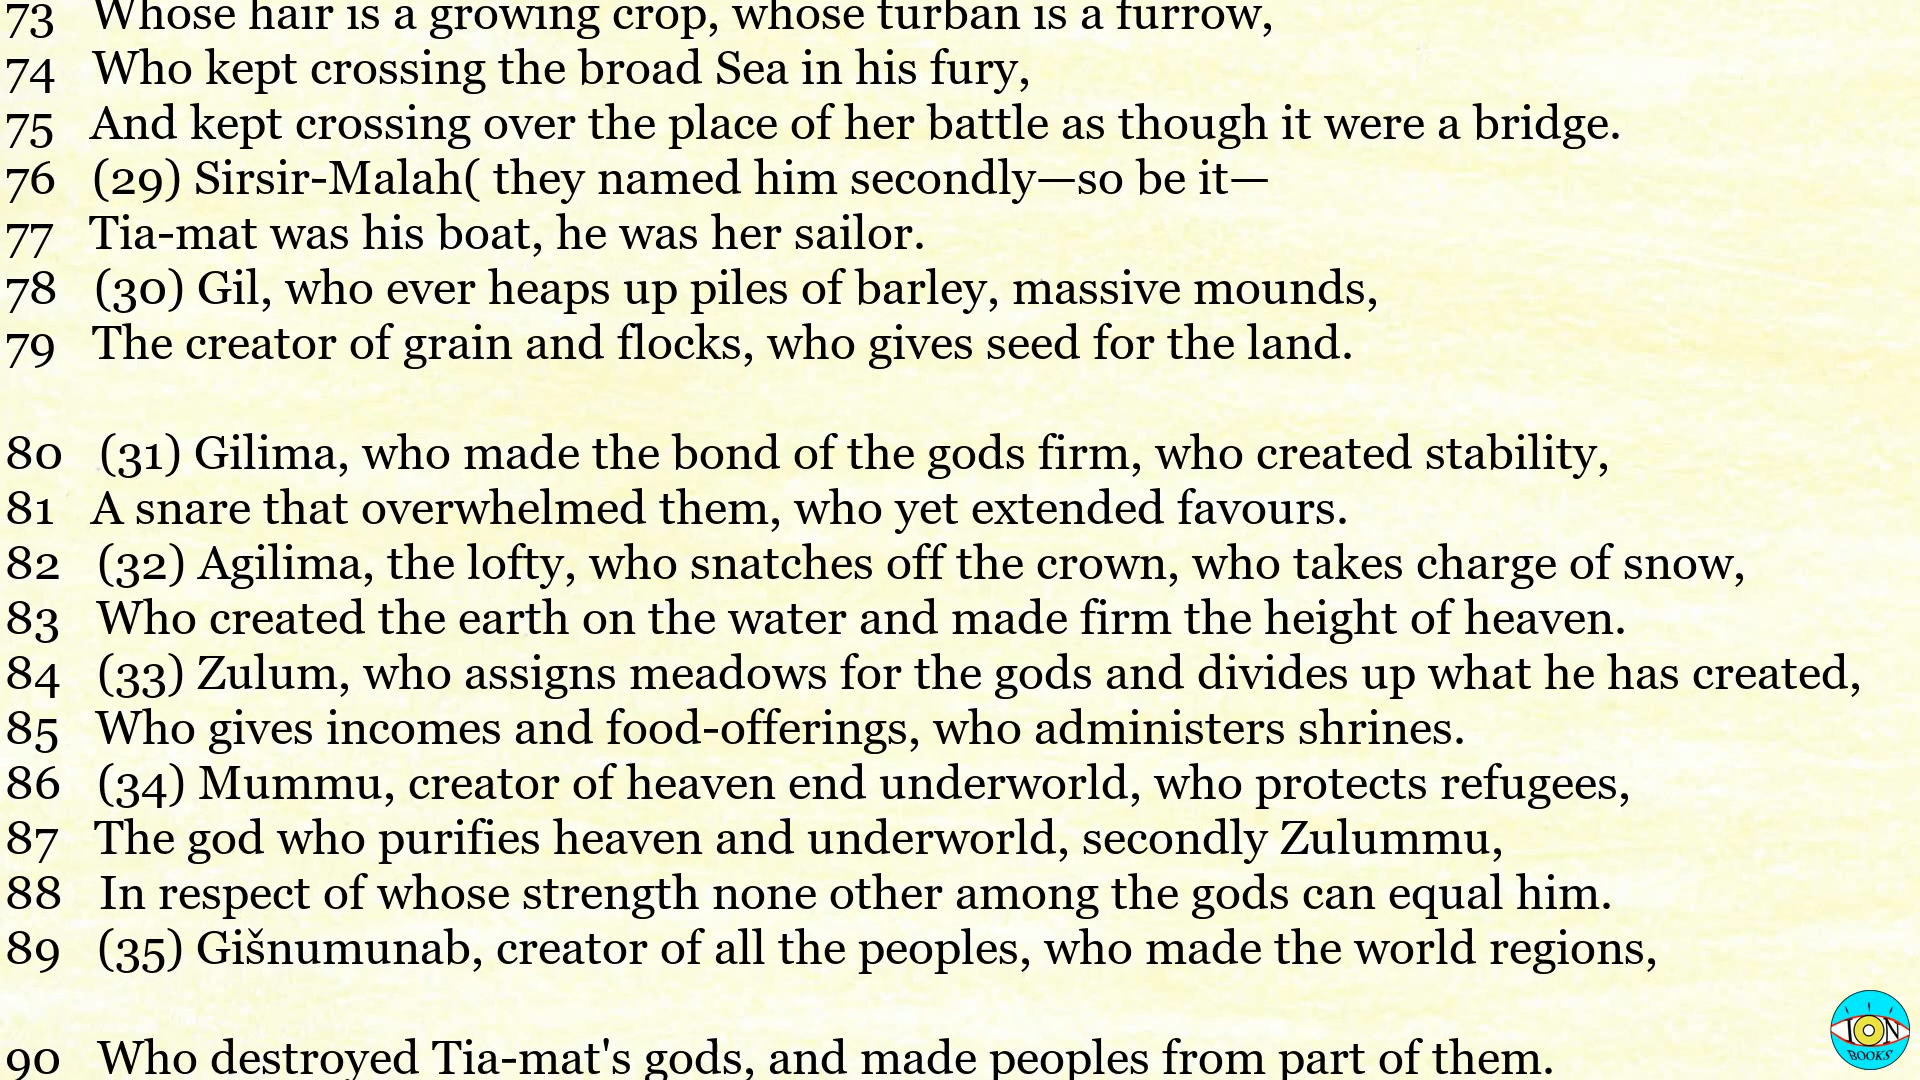 73 Whose hair is a growing crop, whose turban is a furrow,
74 Who kept crossing the broad Sea in his fury,
75 And kept crossing over the place of her battle as though it were a bridge.
76 (29) Sirsir-Malah( they named him secondly—so be it—
77 Tia-mat was his boat, he was her sailor.
78 (30) Gil, who ever heaps up piles of barley, massive mounds,
79 The creator of grain and flocks, who gives seed for the land.
80 (31) Gilima, who made the bond of the gods firm, who created stability,
81 A snare that overwhelmed them, who yet extended favours.
82 (32) Agilima, the lofty, who snatches off the crown, who takes charge of snow,
83 Who created the earth on the water and made firm the height of heaven.
84 (33) Zulum, who assigns meadows for the gods and divides up what he has created,
85 Who gives incomes and food-offerings, who administers shrines.
86 (34) Mummu, creator of heaven end underworld, who protects refugees,
87 The god who purifies heaven and underworld, secondly Zulummu,
88 In respect of whose strength none other among the gods can equal him.
89 (35) Gišnumunab, creator of all the peoples, who made the world regions,
90 Who destroyed Tia-mat's gods, and made peoples from part of them.
ION
BOOKS